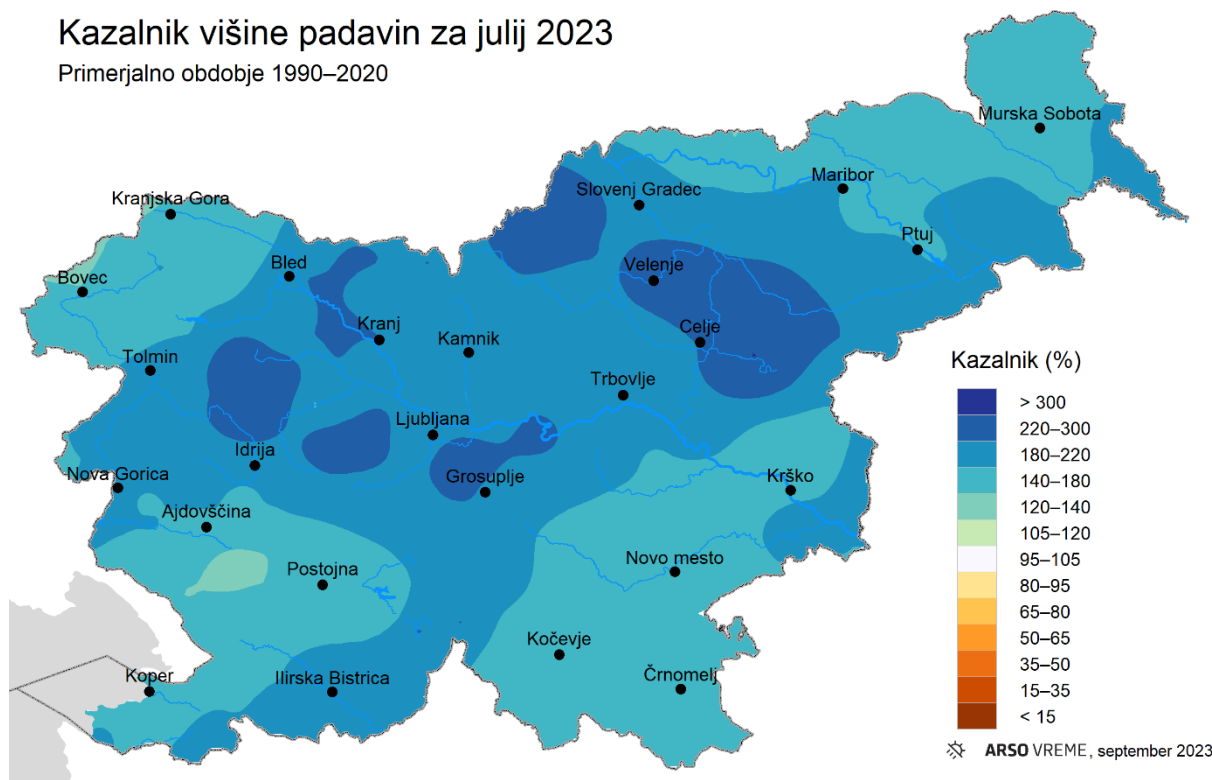 Kazalnik višine padavin za julij 2023
Primerjalno obdobje 1990–2020
Murska Sobota
Maribor
Slovenj Gradec
Kranjska Gora
Ptuj
Bled
Velenje
Bovec
Kranj
Kamnik
Celje
Tolmin
Trbovlje
Ljubljana
Idrija
Nova Gorica
Grosuplje
Krško
Ajdovščina
Novo mesto
Postojna
Kočevje
Koper
Ilirska Bistrica
Črnomelj
Kazalnik (%)
> 300
220–300
180–220
140–180
120–140
105–120
95–105
80–95
65–80
50–65
35–50
15–35
< 15
ARSO VREME, september 2023